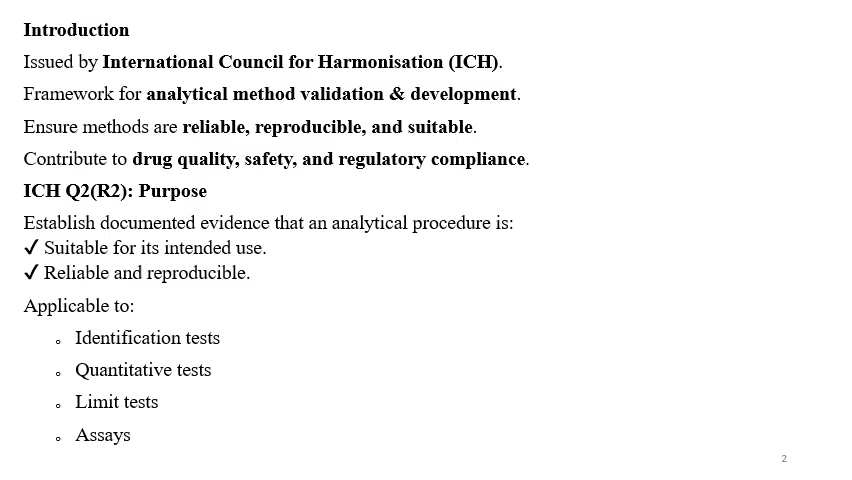 Introduction
Issued by International Council for Harmonisation (ICH).
Framework for analytical method validation & development.
Ensure methods are reliable, reproducible, and suitable.
Contribute to drug quality, safety, and regulatory compliance.
ICH Q2(R2): Purpose
Establish documented evidence that an analytical procedure is:
✔ Suitable for its intended use.
✔ Reliable and reproducible.
Applicable to:
o Identification tests
o Quantitative tests
o Limit tests
o Assays
2